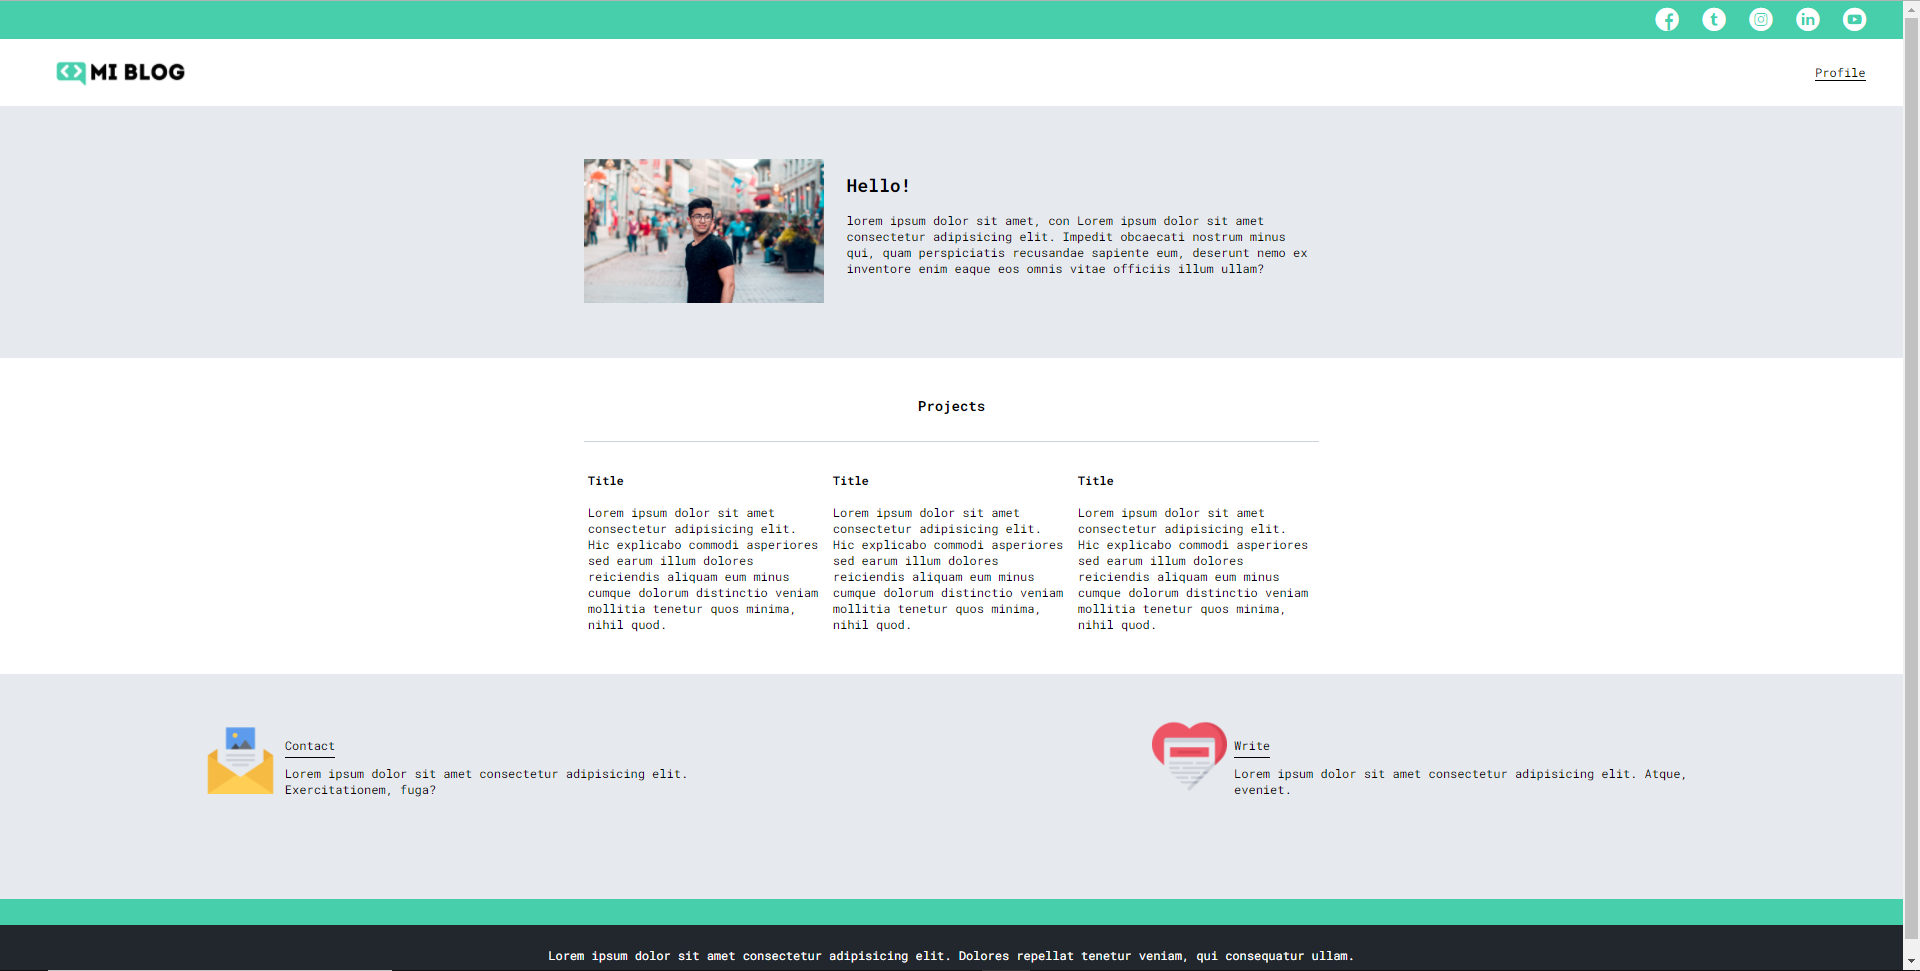 MI BLOG
Profile
Hello!
lorem ipsum dolor sit amet, con Lorem ipsum dolor sit amet
consectetur adipisicing elit. Impedit obcaecati nostrum minus
qui, quam perspiciatis recusandae sapiente eum, deserunt nemo ex
inventore enim eaque eos omnis vitae officiis illum ullam?
Projects
Title
Lorem ipsum dolor sit amet
consectetur adipisicing elit.
Hic explicabo commodi asperiores
sed earum illum dolores
reiciendis aliquam eum minus
cumque dolorum distinctio veniam
mollitia tenetur quos minima,
nihil quod.
Title
Lorem ipsum dolor sit amet
consectetur adipisicing elit.
Hic explicabo commodi asperiores
sed earum illum dolores
reiciendis aliquam eum minus
cumque dolorum distinctio veniam
mollitia tenetur quos minima,
nihil quod.
Title
Lorem ipsum dolor sit amet
consectetur adipisicing elit.
Hic explicabo commodi asperiores
sed earum illum dolores
reiciendis aliquam eum minus
cumque dolorum distinctio veniam
mollitia tenetur quos minima,
nihil quod.
Contact
Lorem ipsum dolor sit amet consectetur adipisicing elit.
Exercitationem, fuga?
Write
Lorem ipsum dolor sit amet consectetur adipisicing elit. Atque,
eveniet.
Lorem ipsum dolor sit amet consectetur adipisicing elit. Dolores repellat tenetur veniam, qui consequatur ullam.